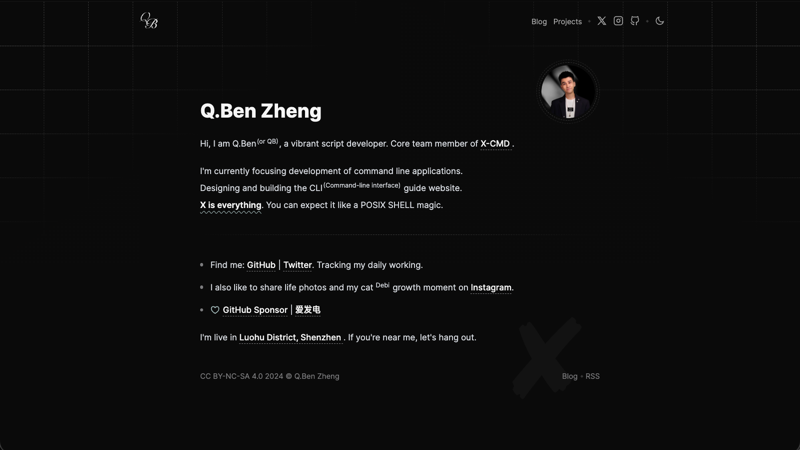 QB
Blog Projects
Q.Ben Zheng
Hi, I am Q.Ben(or QB), a vibrant script developer. Core team member of X-CMD .
I'm currently focusing development of command line applications.
Designing and building the CLI(Command-line interface) guide website.
X is everything. You can expect it like a POSIX SHELL magic.
Find me: GitHub | Twitter. Tracking my daily working.
I also like to share life photos and my cat Debi growth moment on Instagram.
GitHub Sponsor | 爱发电
I'm live in Luohu District, Shenzhen . If you're near me, let's hang out.
CC BY-NC-SA 4.0 2024 © Q.Ben Zheng
Blog - RSS